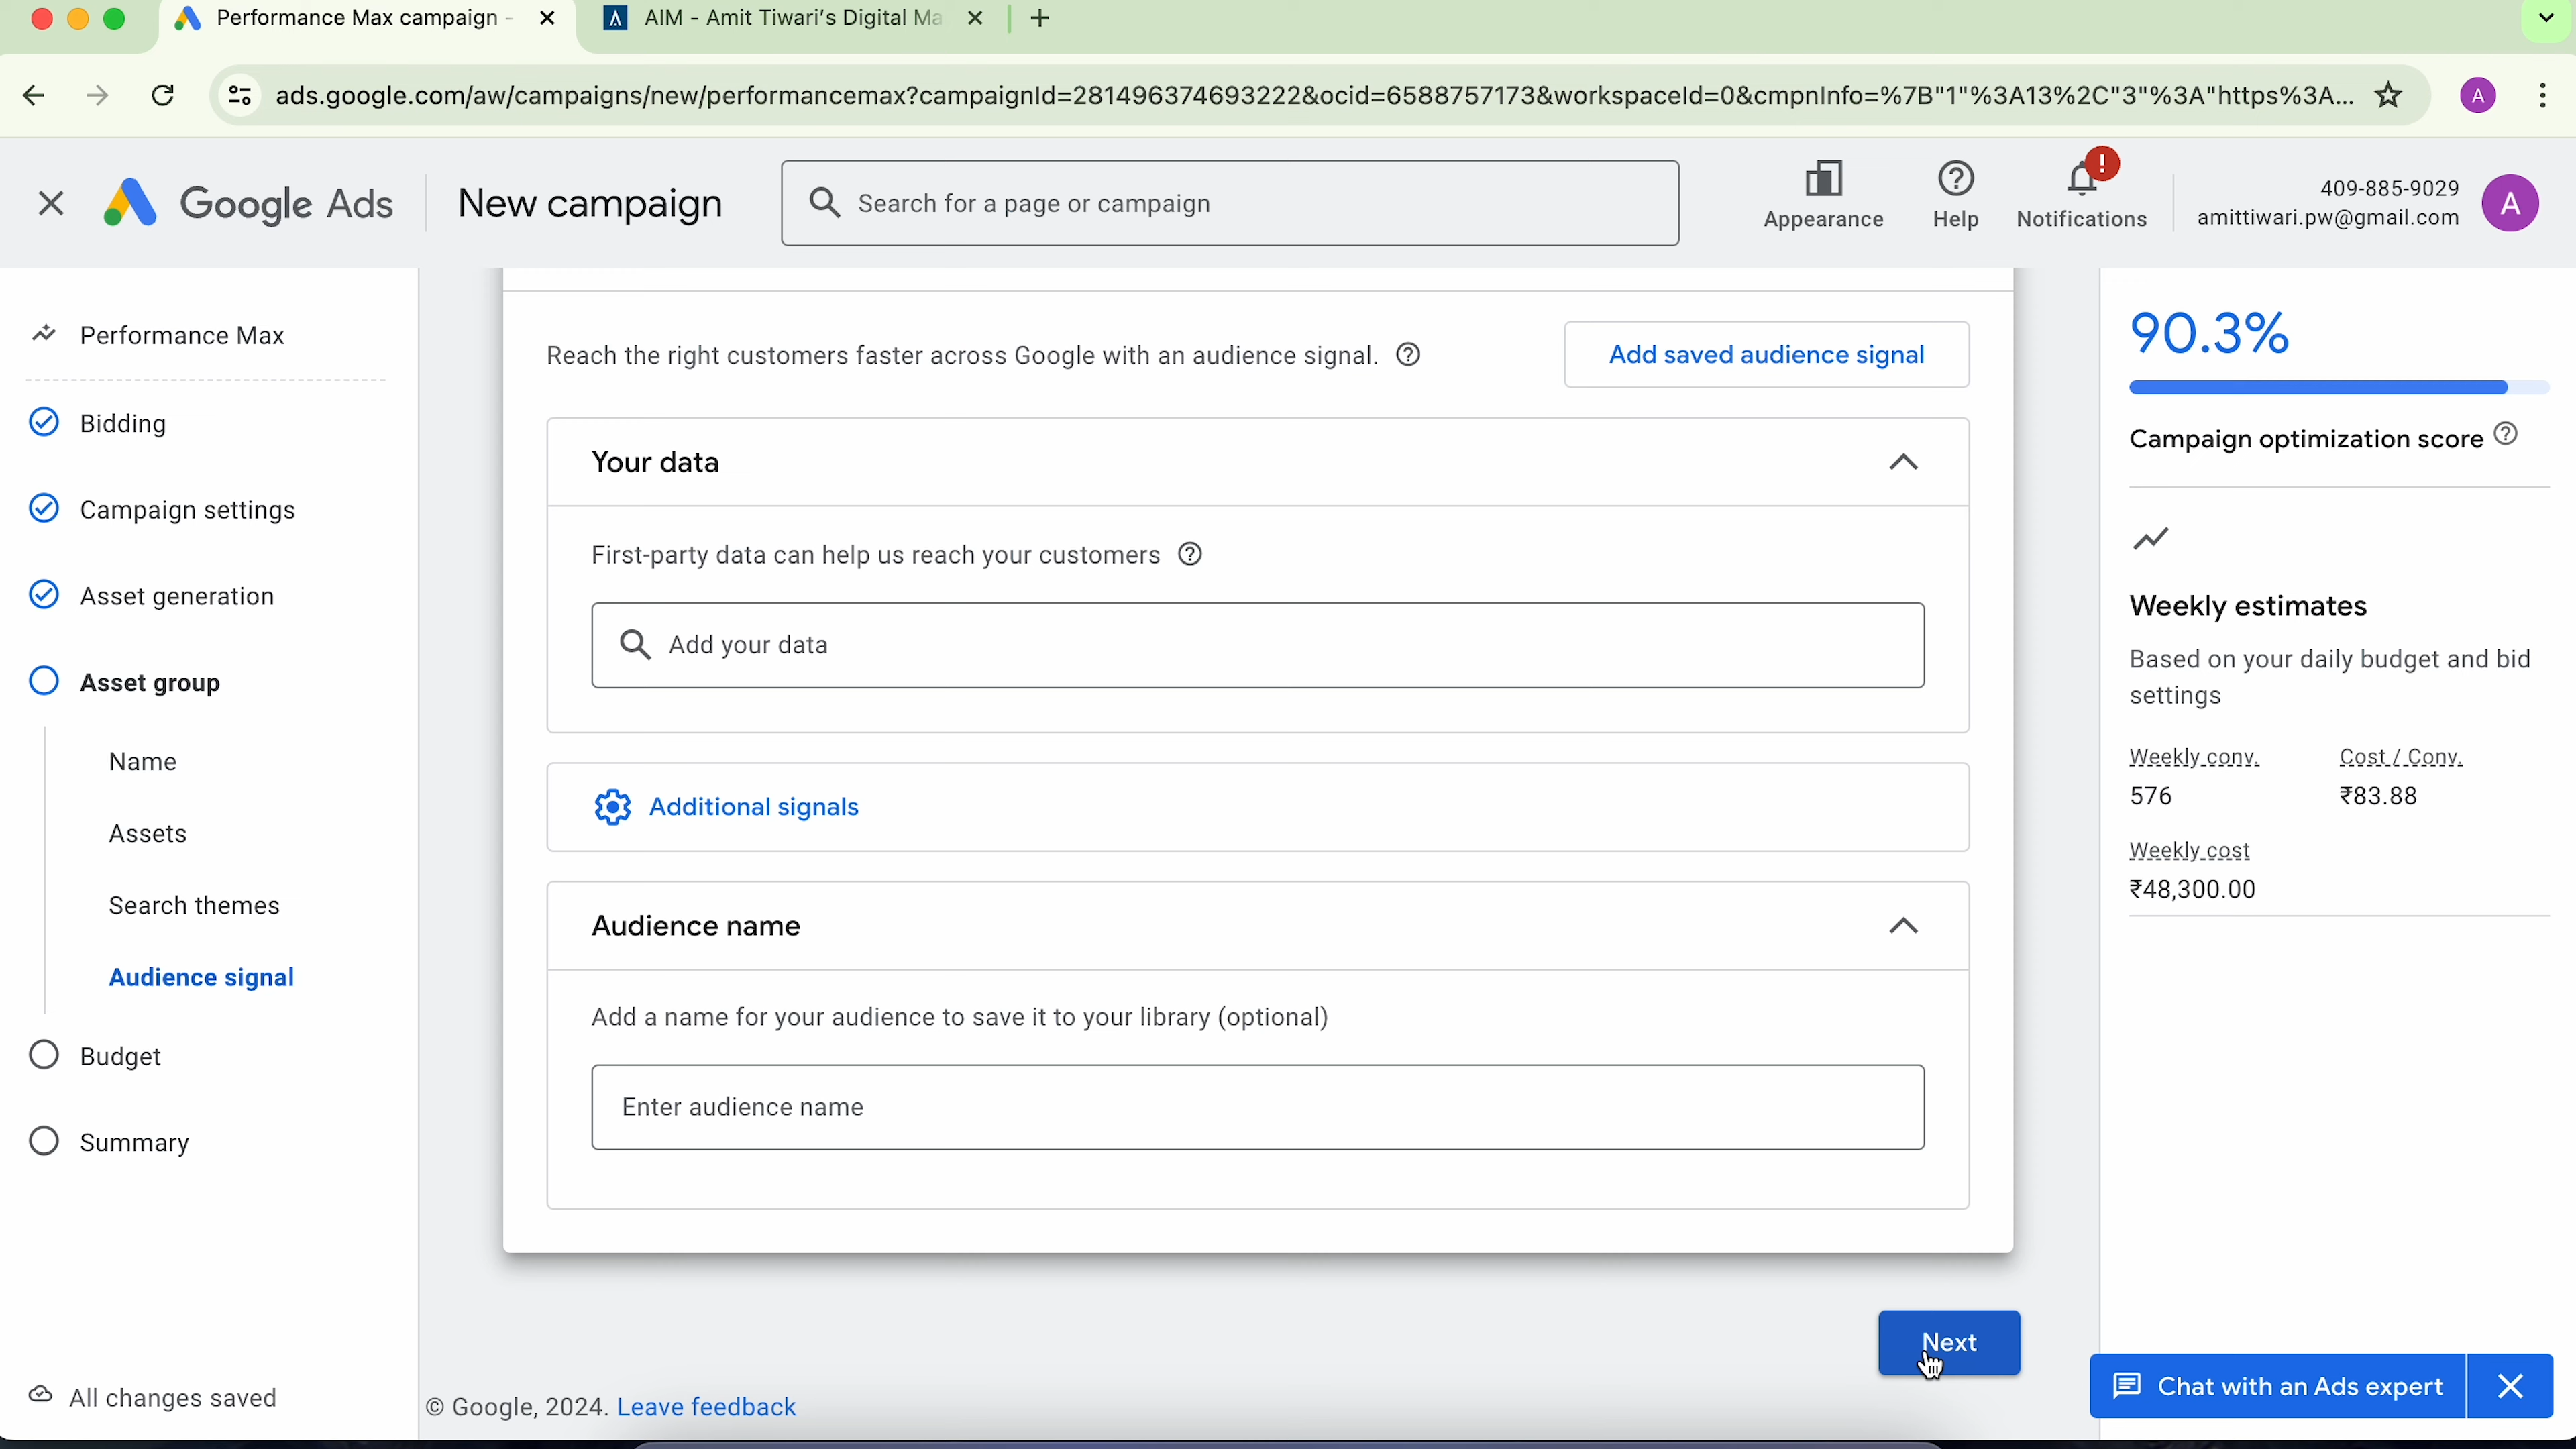 Performance Max campaign -
AIM - Amit Tiwari's Digital Ma
ads.google.com/aw/campaigns/new/performancemax?campaignId=281496374693222&ocid=6588757173&workspaceId=0&cmpnInfo=%7B"1"%3A13%2C"3"%3A"https%3A...
A
Google Ads
New campaign
Search for a page or campaign
Appearance
Help
Notifications
409-885-9029
amittiwari.pw@gmail.com
A
Performance Max
Bidding
Campaign settings
Asset generation
Asset group
Name
Assets
Search themes
Audience signal
Budget
Summary
All changes saved
Reach the right customers faster across Google with an audience signal.
Add saved audience signal
Your data
First-party data can help us reach your customers
Add your data
Additional signals
Audience name
Add a name for your audience to save it to your library (optional)
Enter audience name
Next
© Google, 2024. Leave feedback
90.3%
Campaign optimization score
Weekly estimates
Based on your daily budget and bid
settings
Weekly conv.
Cost / Conv.
576
₹83.88
Weekly cost
₹48,300.00
Chat with an Ads expert